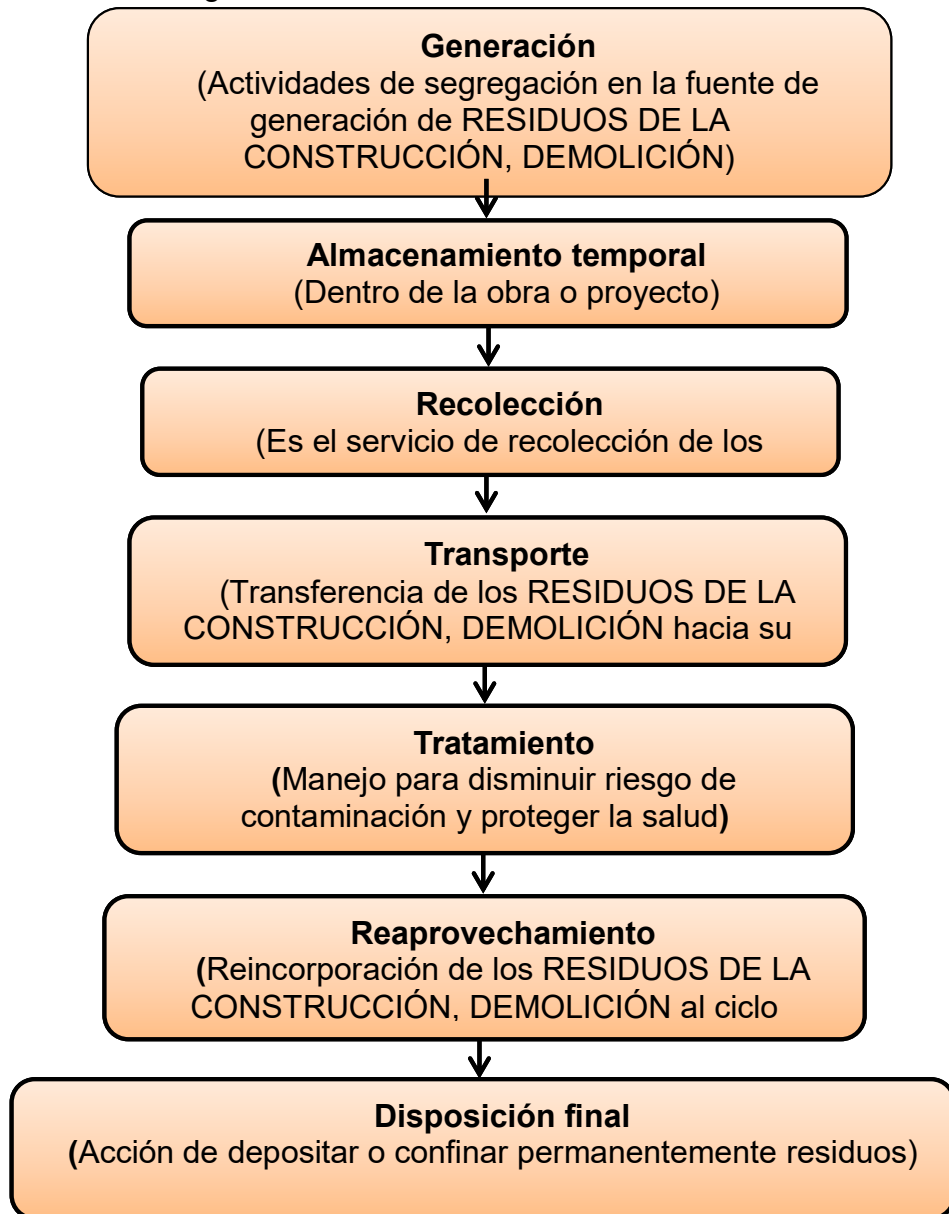 Generación
(Actividades de segregación en la fuente de
generación de RESIDUOS DE LA
CONSTRUCCIÓN, DEMOLICIÓN)
Almacenamiento temporal
(Dentro de la obra o proyecto)
Recolección
(Es el servicio de recolección de los
Transporte
(Transferencia de los RESIDUOS DE LA
CONSTRUCCIÓN, DEMOLICIÓN hacia su
Tratamiento
(Manejo para disminuir riesgo de
contaminación y proteger la salud)
Reaprovechamiento
(Reincorporación de los RESIDUOS DE LA
CONSTRUCCIÓN, DEMOLICIÓN al ciclo
Disposición final
(Acción de depositar o confinar permanentemente residuos)